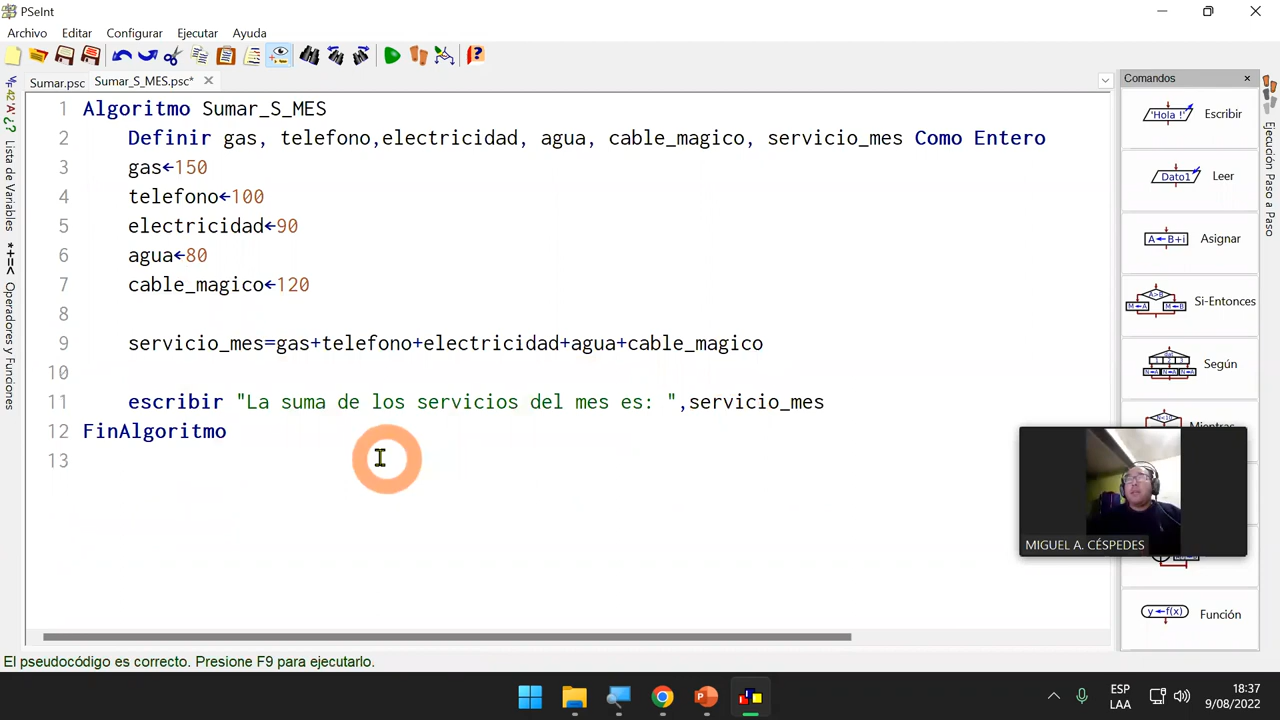 PSeInt
Archivo Editar Configurar Ejecutar Ayuda
Sumar.psc Sumar_S_MES.psc*
Comandos
1 Algoritmo Sumar_S_MES
2 Definir gas, telefono,electricidad, agua, cable_magico, servicio_mes Como Entero
3 gas←150
4 telefono←100
5 electricidad←90
6 agua←80
7 cable_magico←120
8
9 servicio_mes=gas+telefono+electricidad+agua+cable_magico
10
11 escribir "La suma de los servicios del mes es: ",servicio_mes
12 FinAlgoritmo
13
Lista de Variables
Operadores y Funciones
'Hola !' Escribir
Dato1 Leer
A←B+i Asignar
A>B Si-Entonces
Según
Mientras
y←f(x) Función
Ejecución Paso a Paso
MIGUEL A. CÉSPEDES
El pseudocódigo es correcto. Presione F9 para ejecutarlo.
ESP
LAA
18:37
9/08/2022